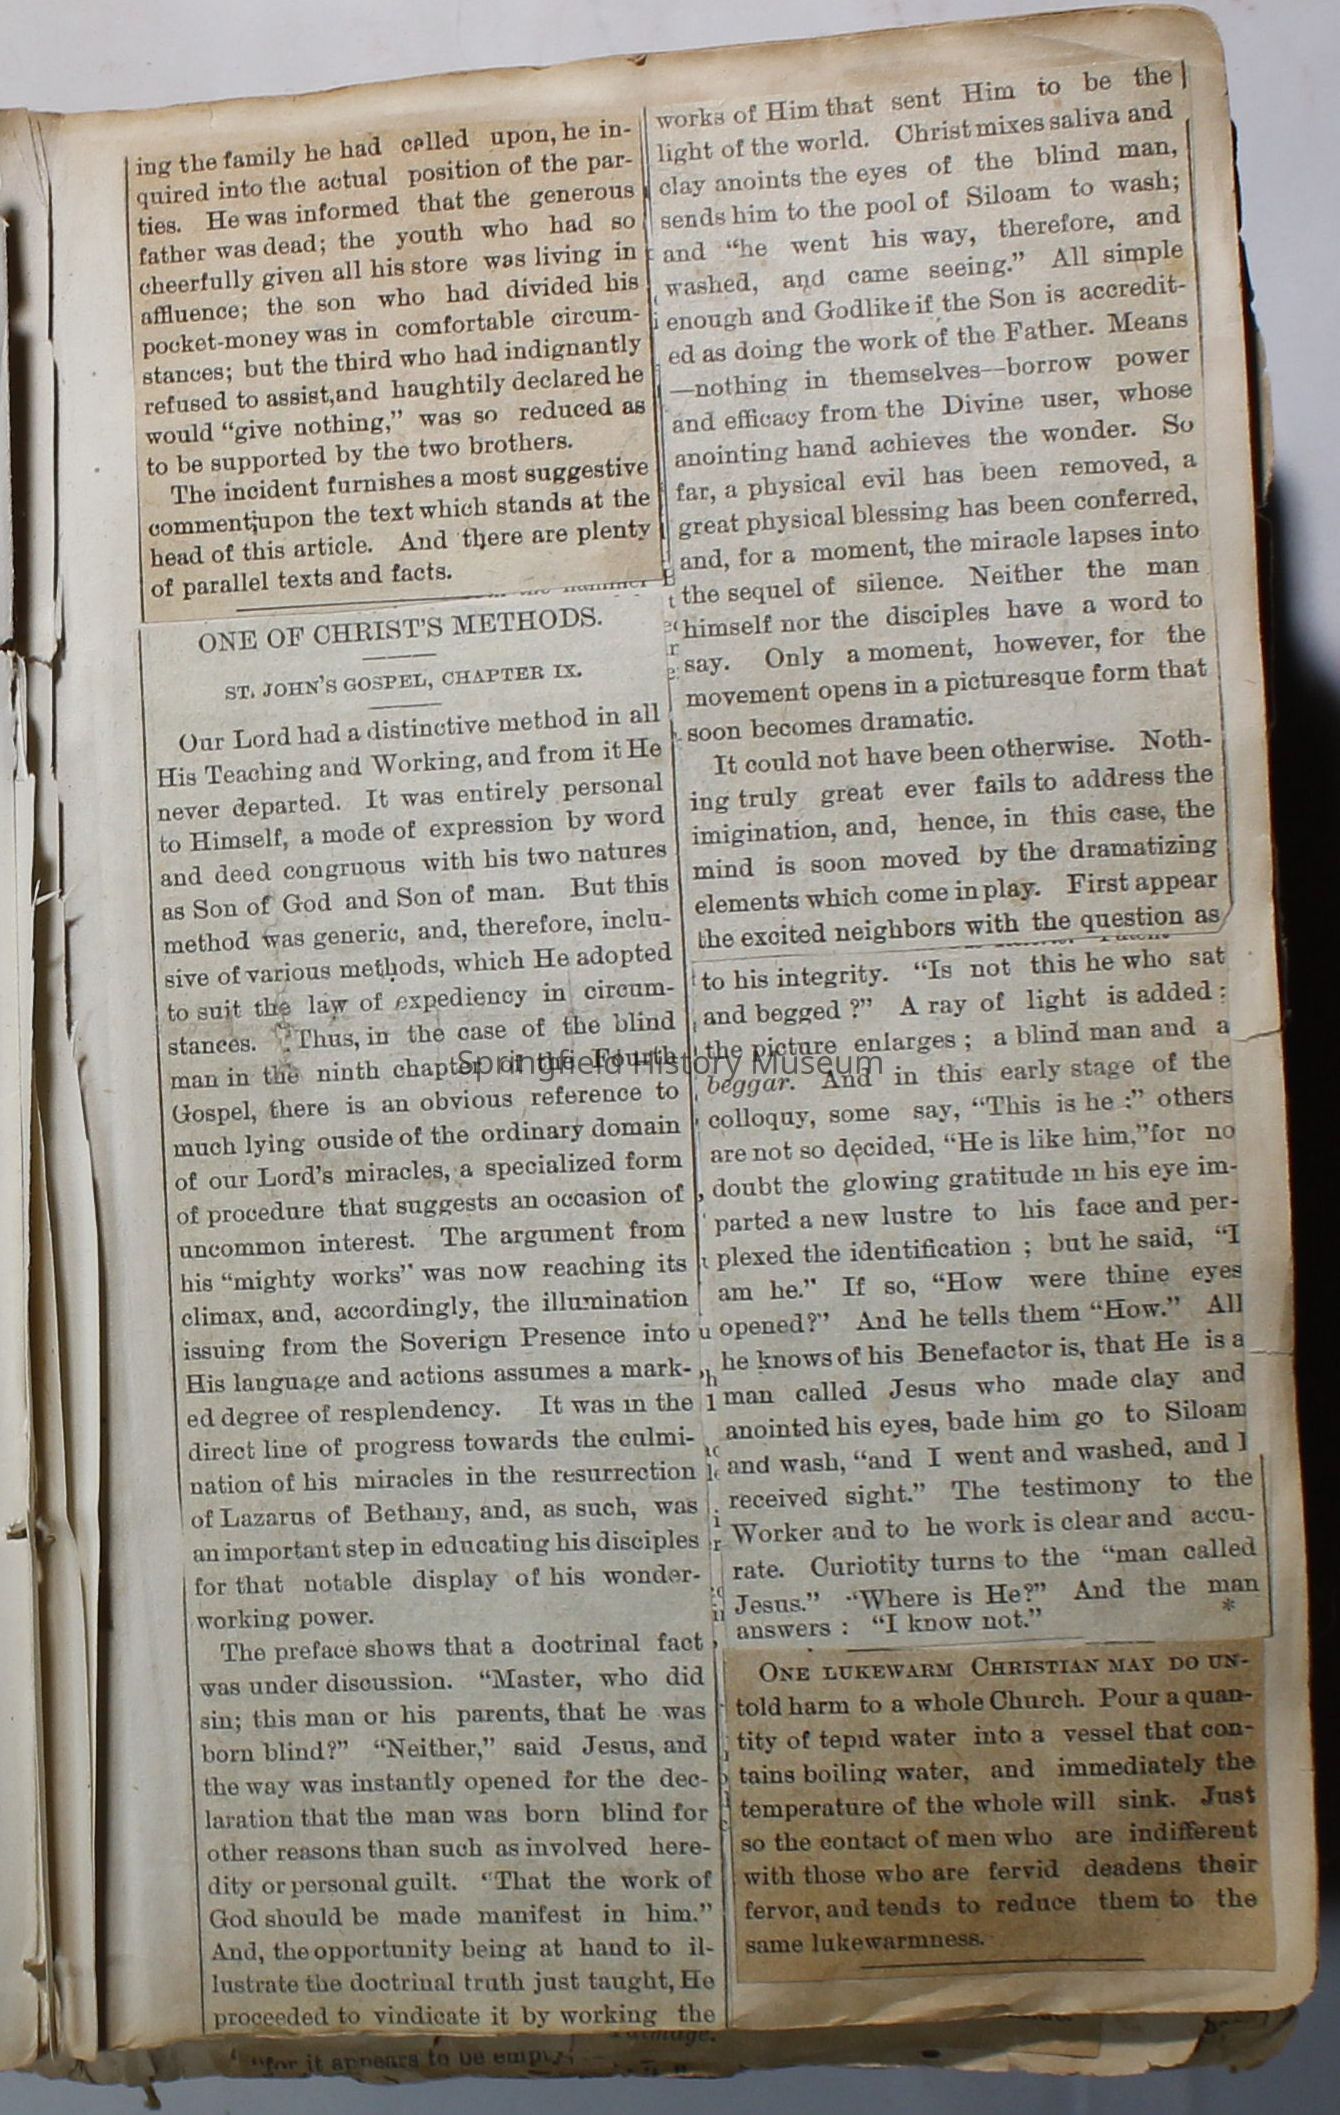 ing the family he had called upon, he in-
quired into the actual position of the par-
ties. He was informed that the generous
father was dead; the youth who had so
cheerfully given all his store was living in
affluence; the son who had divided his
pocket-money was in comfortable circum-
stances; but the third who had indignantly
refused to assist,and haughtily declared he
would “give nothing,” was so reduced as
to be supported by the two brothers.
The incident furnishes a most suggestive
comment;upon the text which stands at the
head of this article. And there are plenty
of parallel texts and facts.
ONE OF CHRIST'S METHODS.
ST. JOHN'S GOSPEL, CHAPTER IX.
Our Lord had a distinctive method in all
His Teaching and Working, and from it He
never departed. It was entirely personal
to Himself, a mode of expression by word
and deed congruous with his two natures
as Son of God and Son of man. But this
method was generic, and, therefore, inclu-
sive of various methods, which He adopted
to suit the law of expediency in circum-
stances. Thus, in the case of the blind
man in the ninth chapter of the Fourth
Gospel, there is an obvious reference to
much lying ouside of the ordinary domain
of our Lord's miracles, a specialized form
of procedure that suggests an occasion of
uncommon interest. The argument from
his “mighty works” was now reaching its
climax, and, accordingly, the illumination
issuing from the Soverign Presence into
His language and actions assumes a mark-
ed degree of resplendency. It was in the
direct line of progress towards the culmi-
nation of his miracles in the resurrection
of Lazarus of Bethany, and, as such, was
an important step in educating his disciples
for that notable display of his wonder-
working power.
The preface shows that a doctrinal fact
was under discussion. “Master, who did
sin; this man or his parents, that he was
born blind?” “Neither,” said Jesus, and
the way was instantly opened for the dec-
laration that the man was born blind for
other reasons than such as involved here-
dity or personal guilt. “That the work of
God should be made manifest in him.”
And, the opportunity being at hand to il-
lustrate the doctrinal truth just taught, He
proceeded to vindicate it by working the
works of Him that sent Him to be the
light of the world. Christ mixes saliva and
clay anoints the eyes of the blind man,
sends him to the pool of Siloam to wash;
and “he went his way, therefore, and
washed, and came seeing.” All simple
enough and Godlike if the Son is accredit-
ed as doing the work of the Father. Means
—nothing in themselves—borrow power
and efficacy from the Divine user, whose
anointing hand achieves the wonder. So
far, a physical evil has been removed, a
great physical blessing has been conferred,
and, for a moment, the miracle lapses into
the sequel of silence. Neither the man
himself nor the disciples have a word to
say. Only a moment, however, for the
movement opens in a picturesque form that
soon becomes dramatic.
It could not have been otherwise. Noth-
ing truly great ever fails to address the
imigination, and, hence, in this case, the
mind is soon moved by the dramatizing
elements which come in play. First appear
the excited neighbors with the question as
to his integrity. “Is not this he who sat
and begged ?” A ray of light is added :
the picture enlarges ; a blind man and a
beggar. And in this early stage of the
colloquy, some say, “This is he :” others
are not so decided, “He is like him,”for no
doubt the glowing gratitude in his eye im-
parted a new lustre to his face and per-
plexed the identification ; but he said, “I
am he.” If so, “How were thine eyes
opened?” And he tells them “How.” All
he knows of his Benefactor is, that He is a
man called Jesus who made clay and
anointed his eyes, bade him go to Siloam
and wash, “and I went and washed, and I
received sight.” The testimony to the
Worker and to he work is clear and accu-
rate. Curiotity turns to the “man called
Jesus.” “Where is He?” And the man
answers : “I know not.” *
ONE LUKEWARM CHRISTIAN MAY DO UN-
told harm to a whole Church. Pour a quan-
tity of tepid water into a vessel that con-
tains boiling water, and immediately the
temperature of the whole will sink. Just
so the contact of men who are indifferent
with those who are fervid deadens their
fervor, and tends to reduce them to the
same lukewarmness.
"for it appears to be
Springfield History Museum